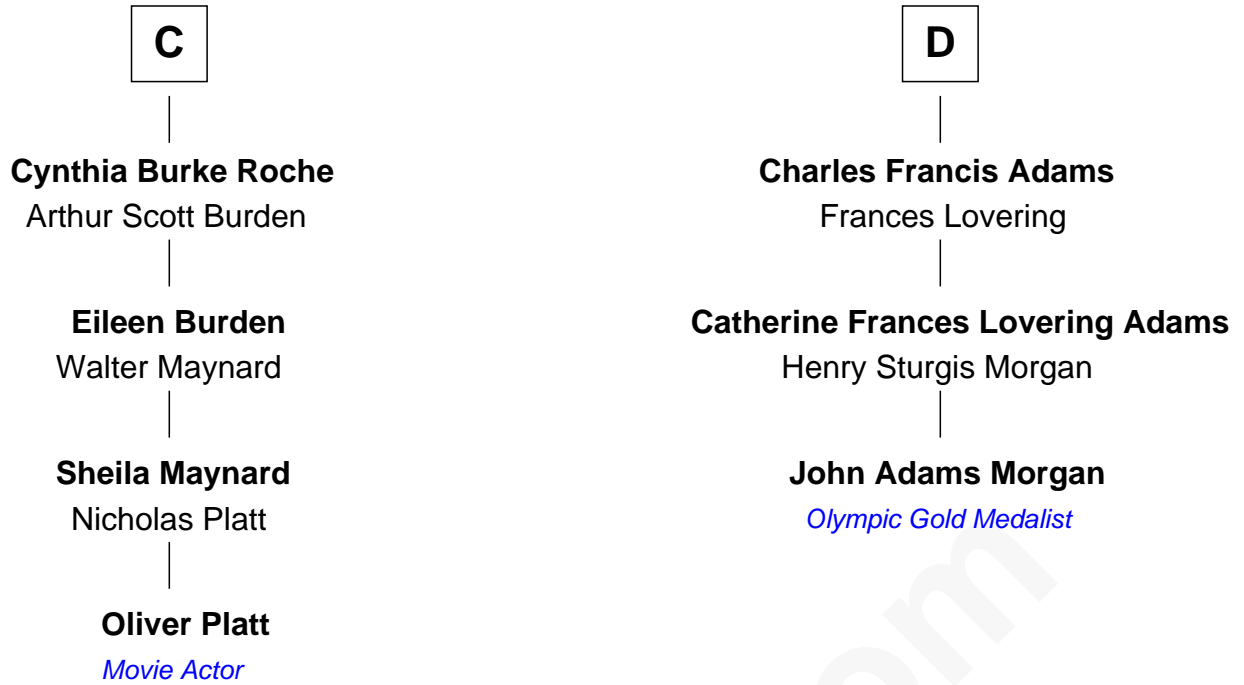 C
Cynthia Burke Roche
Arthur Scott Burden
Eileen Burden
Walter Maynard
Sheila Maynard
Nicholas Platt
Oliver Platt
Movie Actor
D
Charles Francis Adams
Frances Lovering
Catherine Frances Lovering Adams
Henry Sturgis Morgan
John Adams Morgan
Olympic Gold Medalist